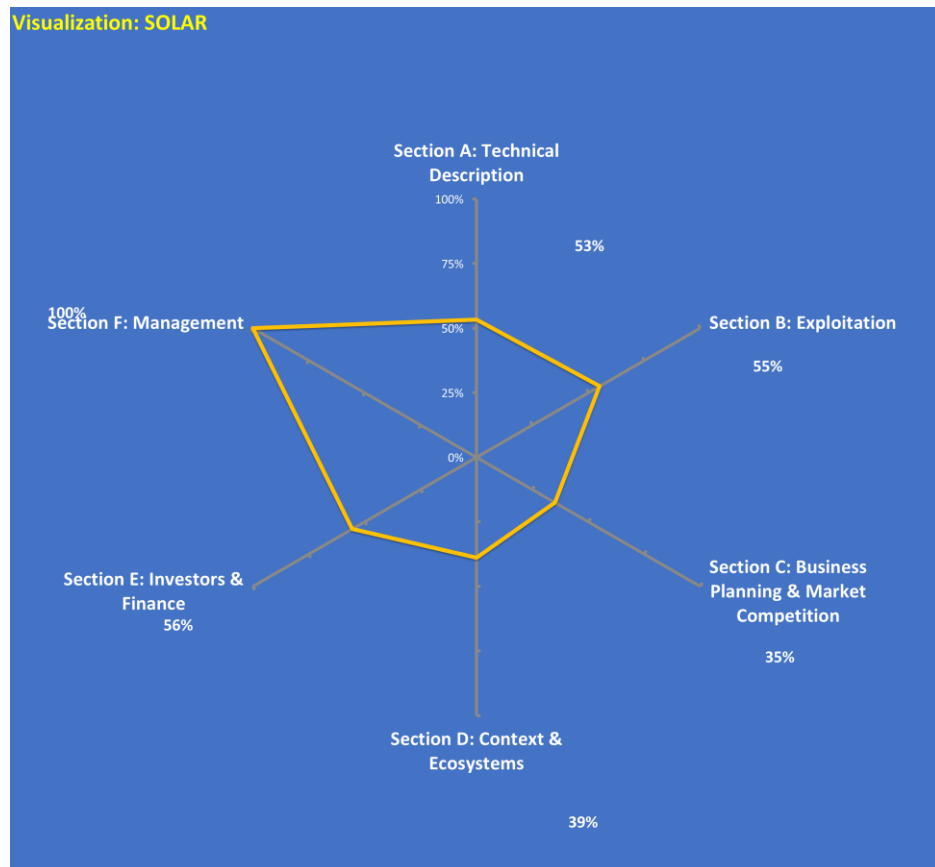 Visualization: SOLAR
Section A: Technical
Description
100%
53%
75%
100%
Section F: Management
50%
Section B: Exploitation
55%
25%
0%
Section E: Investors &
Finance
56%
Section C: Business
Planning & Market
Competition
35%
Section D: Context &
Ecosystems
39%